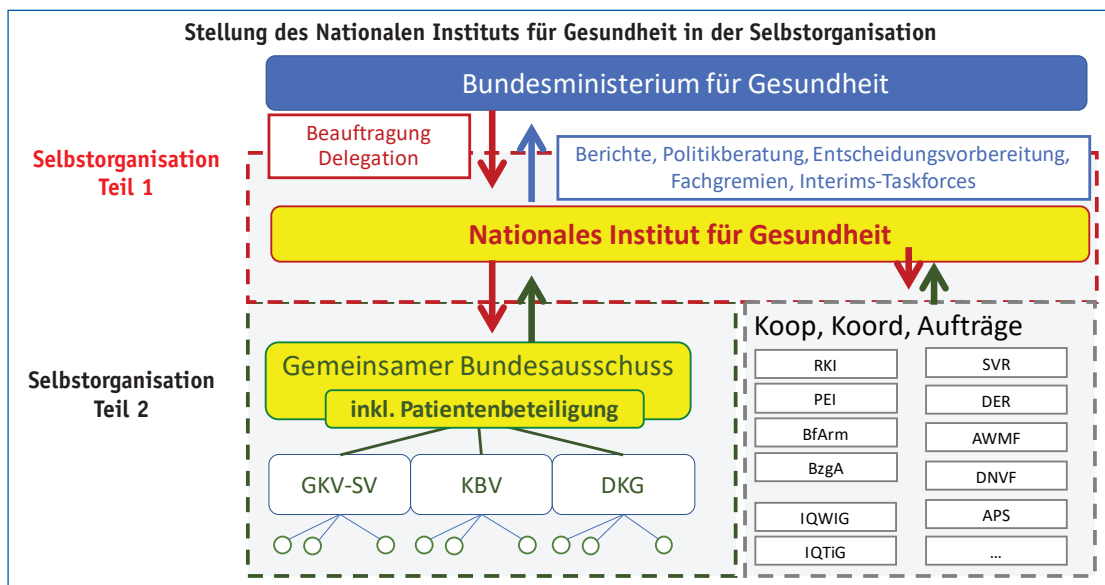 Stellung des Nationalen Instituts für Gesundheit in der Selbstorganisation
Bundesministerium für Gesundheit
Beauftragung
Delegation
Berichte, Politikberatung, Entscheidungsvorbereitung,
Fachgremien, Interims-Taskforces
Selbstorganisation
Teil 1
Nationales Institut für Gesundheit
Selbstorganisation
Teil 2
Gemeinsamer Bundesausschuss
inkl. Patientenbeteiligung
GKV-SV
KBV
DKG
Koop, Koord, Aufträge
RKI
PEI
BfArm
BzgA
IQWIG
IQTiG
SVR
DER
AWMF
DNVF
APS
...